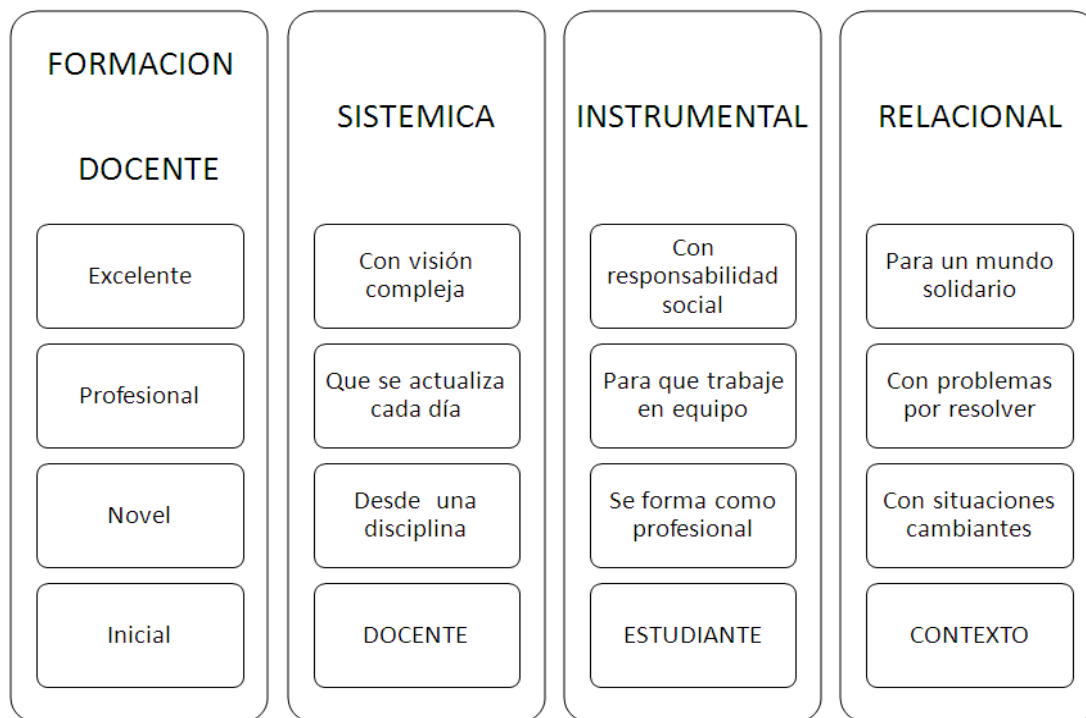 FORMACION
DOCENTE
Excelente
Profesional
Novel
Inicial
SISTEMICA
Con visión
compleja
Que se actualiza
cada día
Desde una
disciplina
DOCENTE
INSTRUMENTAL
Con
responsabilidad
social
Para que trabaje
en equipo
Se forma como
profesional
ESTUDIANTE
RELACIONAL
Para un mundo
solidario
Con problemas
por resolver
Con situaciones
cambiantes
CONTEXTO